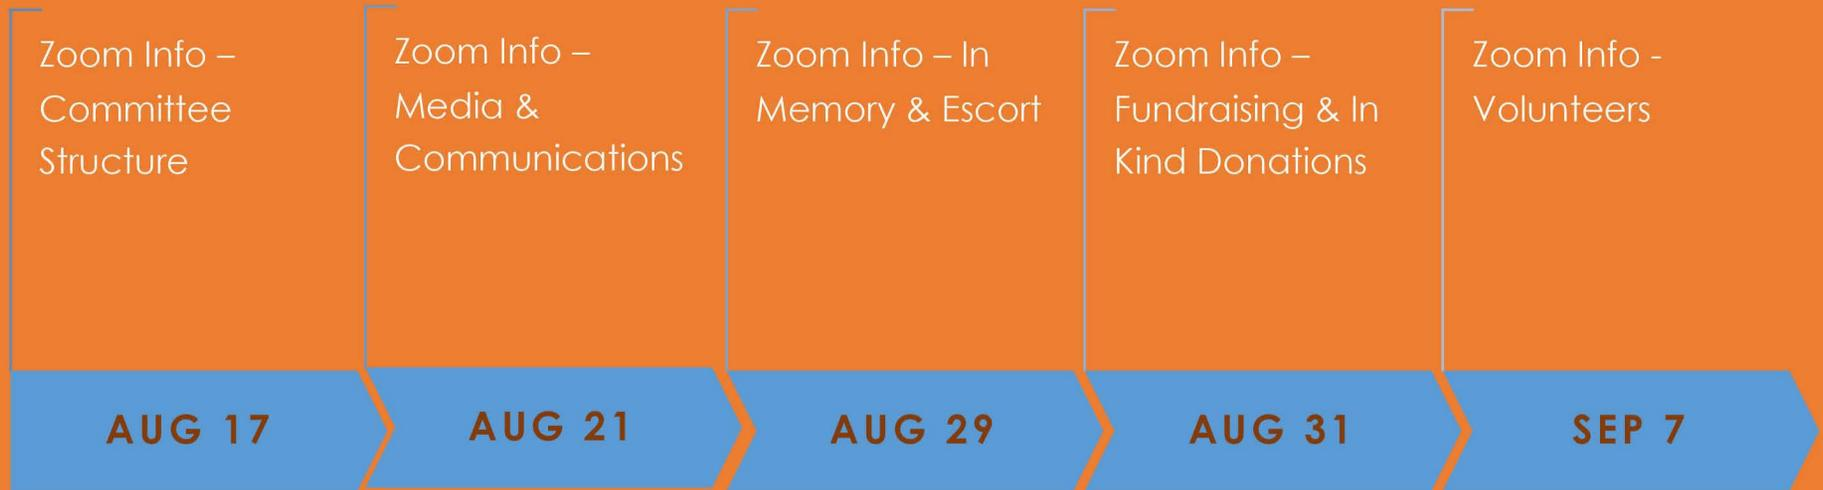 Zoom Info –
Committee
Structure
Zoom Info –
Media &
Communications
Zoom Info – In
Memory & Escort
Zoom Info –
Fundraising & In
Kind Donations
Zoom Info -
Volunteers
AUG 17
AUG 21
AUG 29
AUG 31
SEP 7